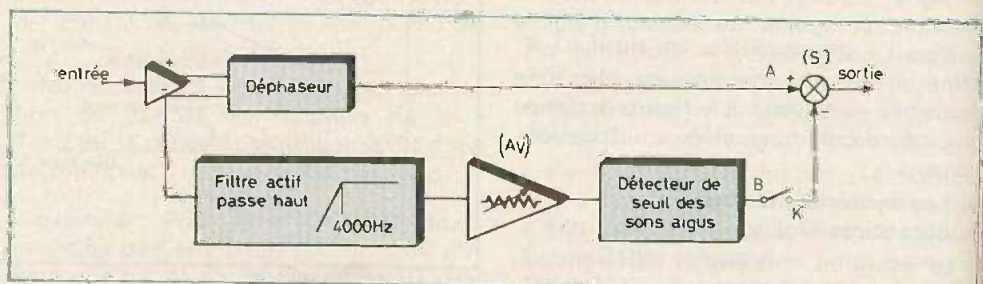 entrée
+
Déphaseur
A
+
(S)
sortie
Filtre actif
passe haut
4000Hz
(Av)
Détecteur de
seuil des
sons aigus
B
K